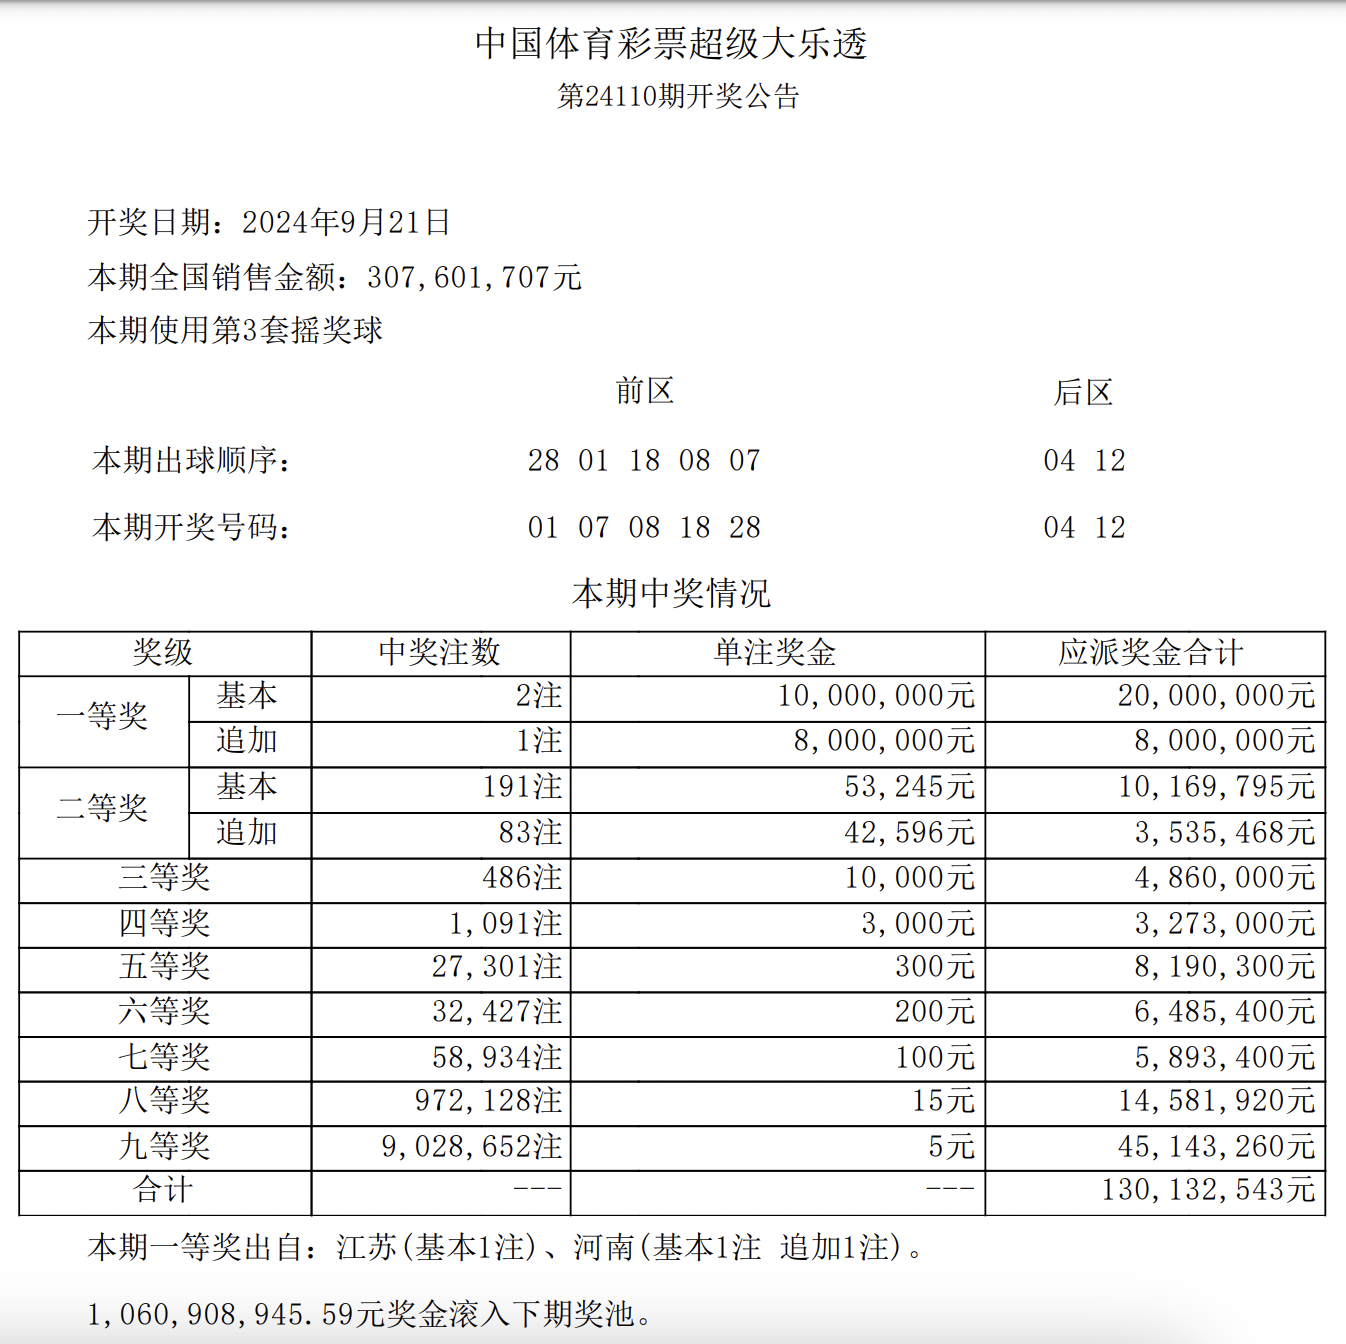 中国体育彩票超级大乐透
第24110期开奖公告
开奖日期：2024年9月21日
本期全国销售金额：307,601,707元
本期使用第3套摇奖球
前区 后区
本期出球顺序： 28 01 18 08 07 04 12
本期开奖号码： 01 07 08 18 28 04 12
本期中奖情况
奖级 中奖注数 单注奖金 应派奖金合计
一等奖 基本 2注 10,000,000元 20,000,000元
追加 1注 8,000,000元 8,000,000元
二等奖 基本 191注 53,245元 10,169,795元
追加 83注 42,596元 3,535,468元
三等奖 486注 10,000元 4,860,000元
四等奖 1,091注 3,000元 3,273,000元
五等奖 27,301注 300元 8,190,300元
六等奖 32,427注 200元 6,485,400元
七等奖 58,934注 100元 5,893,400元
八等奖 972,128注 15元 14,581,920元
九等奖 9,028,652注 5元 45,143,260元
合计 --- --- 130,132,543元
本期一等奖出自：江苏(基本1注)、河南(基本1注 追加1注)。
1,060,908,945.59元奖金滚入下期奖池。